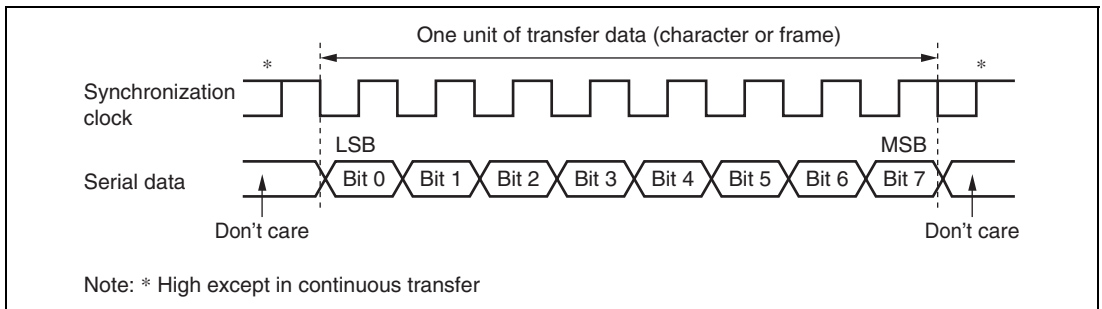 One unit of transfer data (character or frame)
* *
Synchronization
clock
LSB MSB
Serial data Bit 0 Bit 1 Bit 2 Bit 3 Bit 4 Bit 5 Bit 6 Bit 7
Don't care Don't care
Note: * High except in continuous transfer